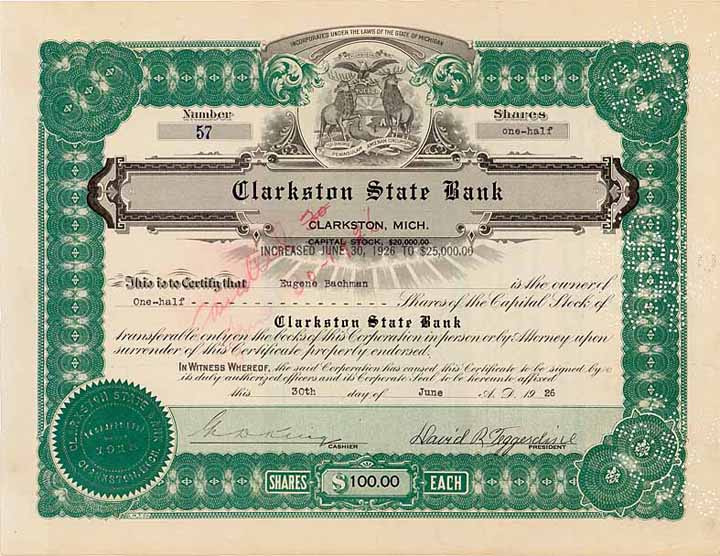 INCORPORATED UNDER THE LAWS OF THE STATE OF MICHIGAN
Number
57
Shares
one-half
Clarkston State Bank
CLARKSTON, MICH.
CAPITAL STOCK, $20,000.00
INCREASED JUNE 30, 1926 TO $25,000.00
This is to Certify that Eugene Bachman is the owner of
One-half Shares of the Capital Stock of
Clarkston State Bank
transferable only on the books of this Corporation in person or by Attorney upon
surrender of this Certificate properly endorsed.
IN WITNESS WHEREOF, the said Corporation has caused this Certificate to be signed by
its duly authorized officers and its Corporate Seal to be hereunto affixed
this 30th day of June A.D. 1926
CLARKSTON STATE BANK
CASHIER
David R. Teggerdine
PRESIDENT
SHARES $100.00 EACH